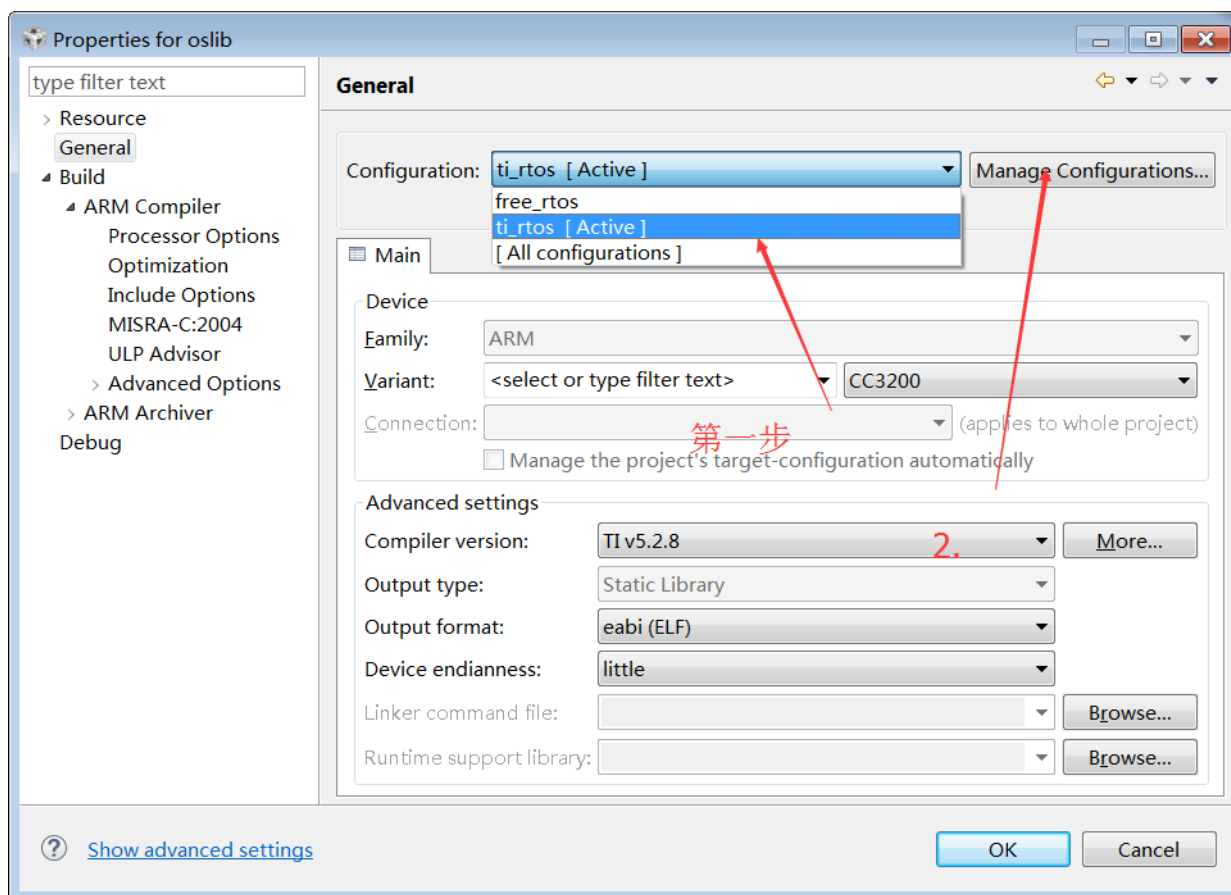 Properties for oslib
type filter text
General
Resource
General
Build
ARM Compiler
Processor Options
Optimization
Include Options
MISRA-C:2004
ULP Advisor
Advanced Options
ARM Archiver
Debug
Configuration: ti_rtos [ Active ] Manage Configurations...
free_rtos
ti_rtos [ Active ]
[ All configurations ]
Main
Device
Family: ARM
Variant: <select or type filter text> CC3200
Connection: (applies to whole project)
第一步
Manage the project's target-configuration automatically
Advanced settings
Compiler version: TI v5.2.8 2. More...
Output type: Static Library
Output format: eabi (ELF)
Device endianness: little
Linker command file: Browse...
Runtime support library: Browse...
Show advanced settings OK Cancel